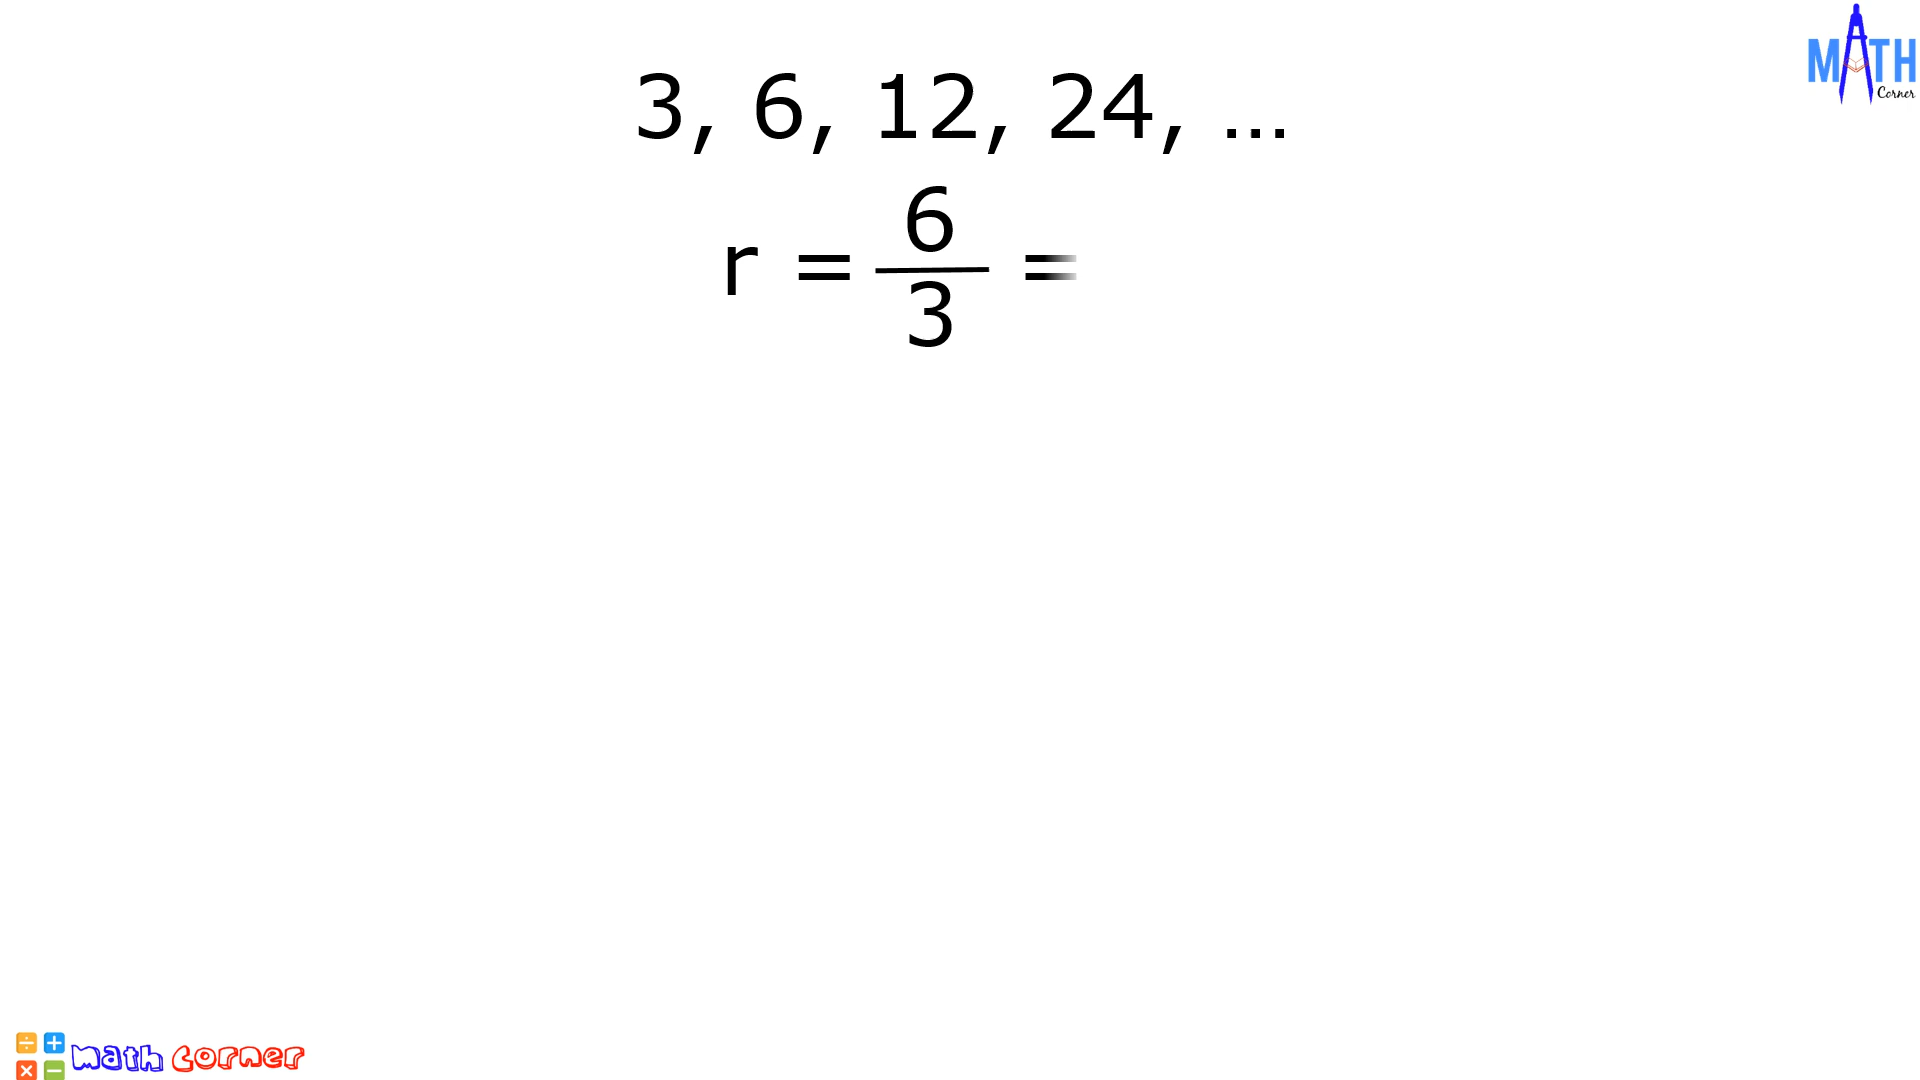 MATH
Corner
3, 6, 12, 24, ...
r = 6/3 =
math corner